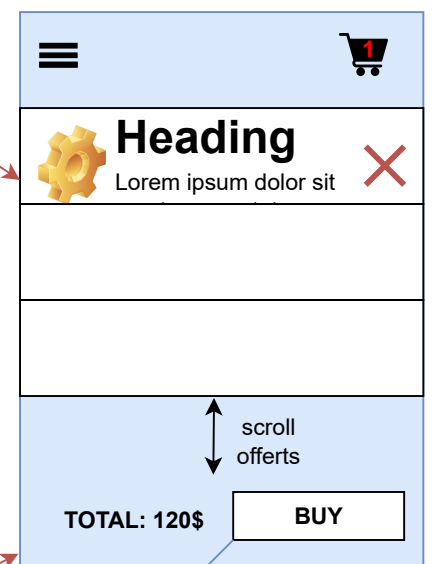 1
Heading
Lorem ipsum dolor sit
scroll
offerts
TOTAL: 120$
BUY